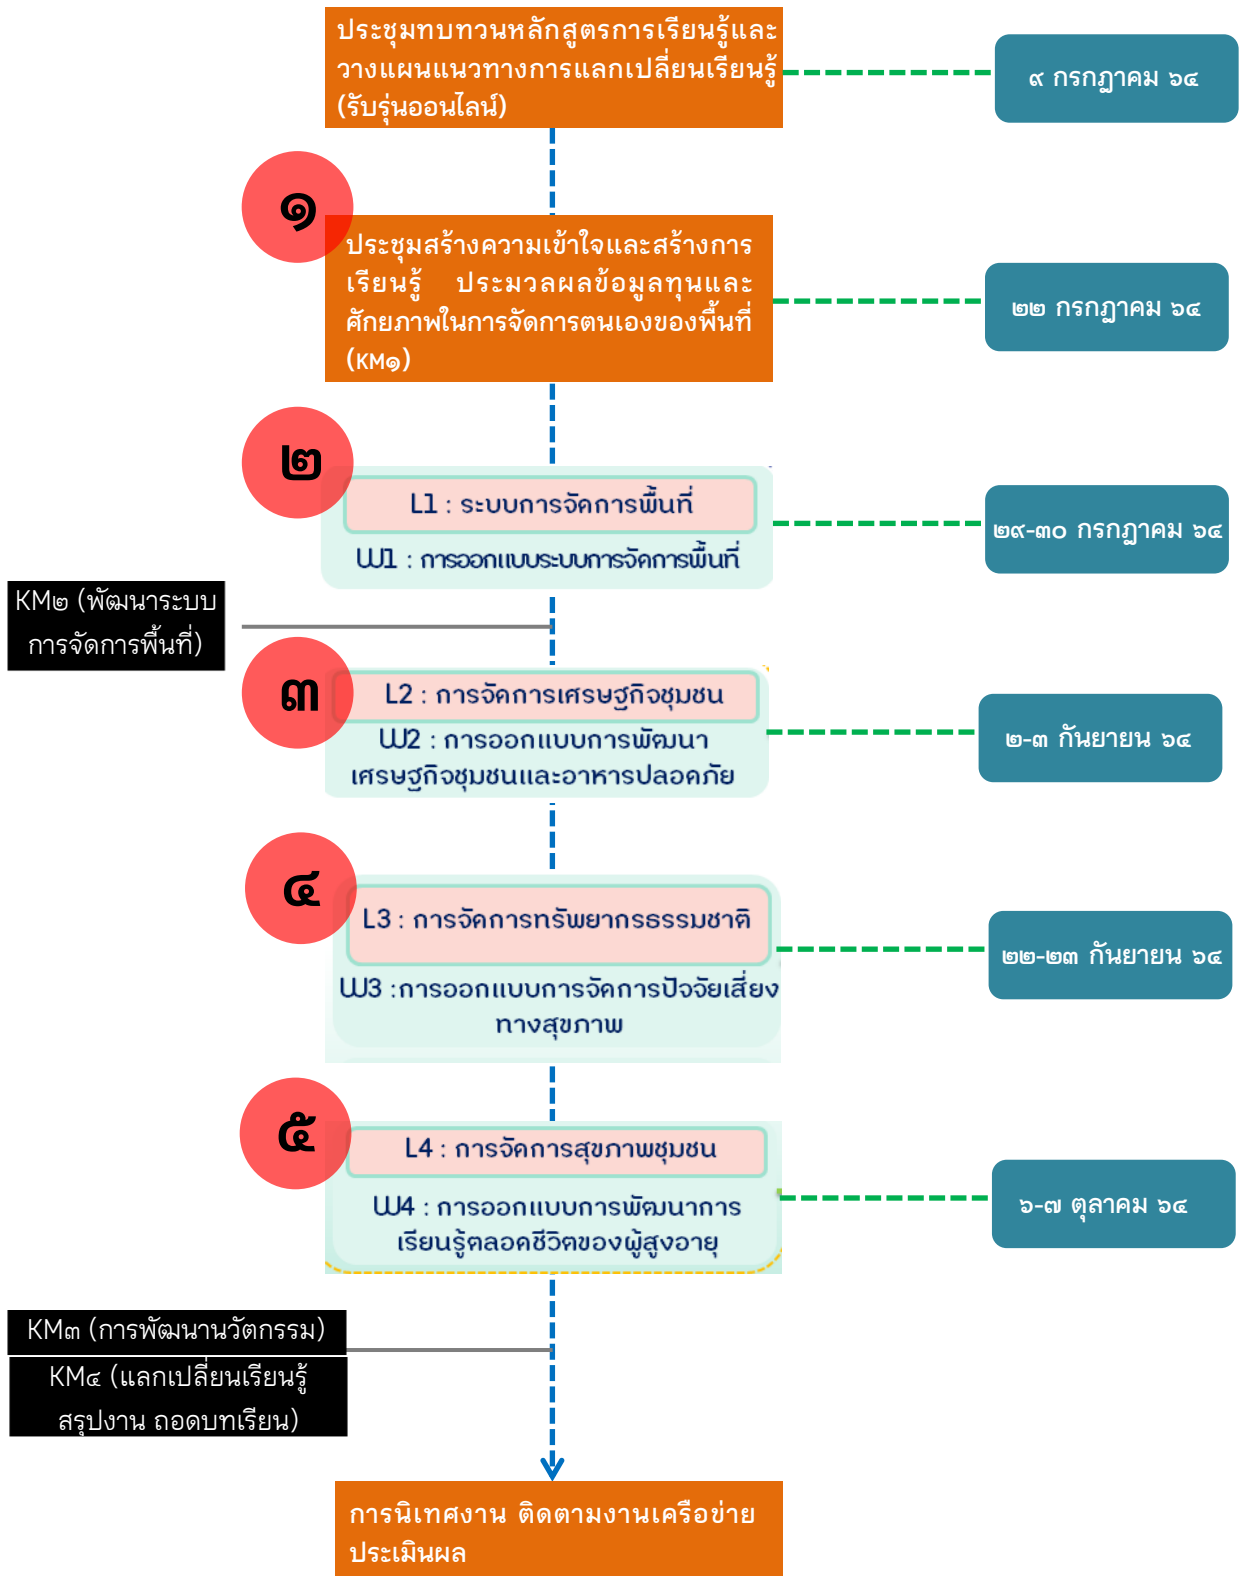 ประชุมทบทวนหลักสูตรการเรียนรู้และ
วางแผนแนวทางการแลกเปลี่ยนเรียนรู้
(รับรุ่นออนไลน์)
๙ กรกฎาคม ๖๔
๑
ประชุมสร้างความเข้าใจและสร้างการ
เรียนรู้ ประมวลผลข้อมูลทุนและ
ศักยภาพในการจัดการตนเองของพื้นที่
(KM๑)
๒๒ กรกฎาคม ๖๔
๒
L1 : ระบบการจัดการพื้นที่
W1 : การออกแบบระบบการจัดการพื้นที่
๒๙-๓๐ กรกฎาคม ๖๔
KM๒ (พัฒนาระบบ
การจัดการพื้นที่)
๓
L2 : การจัดการเศรษฐกิจชุมชน
W2 : การออกแบบการพัฒนา
เศรษฐกิจชุมชนและอาหารปลอดภัย
๒-๓ กันยายน ๖๔
๔
L3 : การจัดการทรัพยากรธรรมชาติ
W3 :การออกแบบการจัดการปัจจัยเสี่ยง
ทางสุขภาพ
๒๒-๒๓ กันยายน ๖๔
๕
L4 : การจัดการสุขภาพชุมชน
W4 : การออกแบบการพัฒนาการ
เรียนรู้ตลอดชีวิตของผู้สูงอายุ
๖-๗ ตุลาคม ๖๔
KM๓ (การพัฒนานวัตกรรม)
KM๔ (แลกเปลี่ยนเรียนรู้
สรุปงาน ถอดบทเรียน)
การนิเทศงาน ติดตามงานเครือข่าย
ประเมินผล